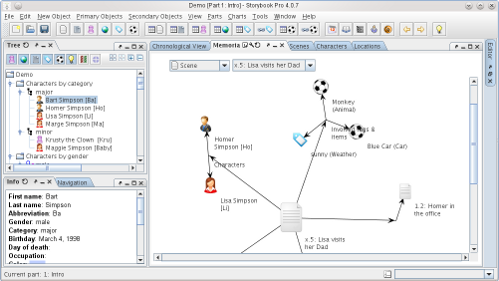 Demo [Part 1: Intro] - Storybook Pro 4.0.7
File Edit New Object Primary Objects Secondary Objects View Parts Charts Tools Window Help
Tree
Demo
Characters by category
major
Bart Simpson [Ba]
Homer Simpson [Ho]
Lisa Simpson [Li]
Marge Simpson [Ma]
minor
Krusty the Clown [Kru]
Maggie Simpson [Baby]
Characters by gender
Info Navigation
First name: Bart
Last name: Simpson
Abbreviation: Ba
Gender: male
Category: major
Birthday: March 4, 1998
Day of death:
Occupation:
Color:
Chronological View Memoria Scenes Characters Locations
Scene x.5: Lisa visits her Dad
Monkey
(Animal)
Homer
Simpson [Ho]
Items
Blue Car (Car)
sunny (Weather)
Characters
Lisa Simpson
[Li]
1.2: Homer in
the office
x.5: Lisa visits
her Dad
Editor
Current part: 1: Intro